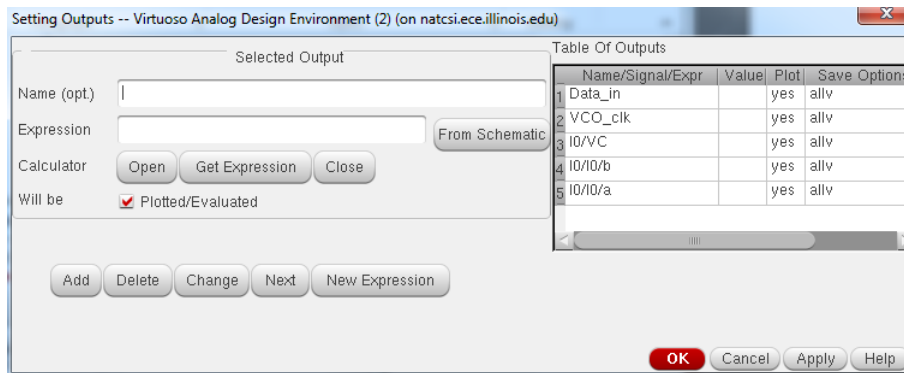 Setting Outputs -- Virtuoso Analog Design Environment (2) (on natcsi.ece.illinois.edu)
Selected Output
Name (opt.)
Expression
From Schematic
Calculator
Open
Get Expression
Close
Will be
Plotted/Evaluated
Add
Delete
Change
Next
New Expression
Table Of Outputs
Name/Signal/Expr Value Plot Save Options
1 Data_in yes allv
2 VCO_clk yes allv
3 I0/VC yes allv
4 I0/I0/b yes allv
5 I0/I0/a yes allv
OK
Cancel
Apply
Help